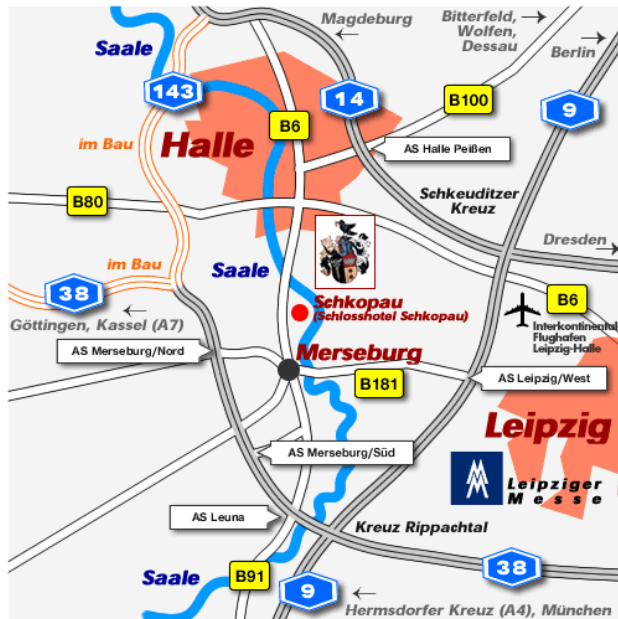 Magdeburg
Bitterfeld,
Wolfen,
Dessau
Berlin
Saale
143
14
B100
9
B6
im Bau
Halle
AS Halle Peißen
B80
Schkeuditzer
Kreuz
Dresden
im Bau
Saale
38
B6
Göttingen, Kassel (A7)
Schkopau
(Schlosshotel Schkopau)
Interkontinental
Flughafen
Leipzig-Halle
AS Merseburg/Nord
Merseburg
B181
AS Leipzig/West
Leipzig
AS Merseburg/Süd
Leipziger
Messe
AS Leuna
Kreuz Rippachtal
Saale
B91
9
38
Hermsdorfer Kreuz (A4), München